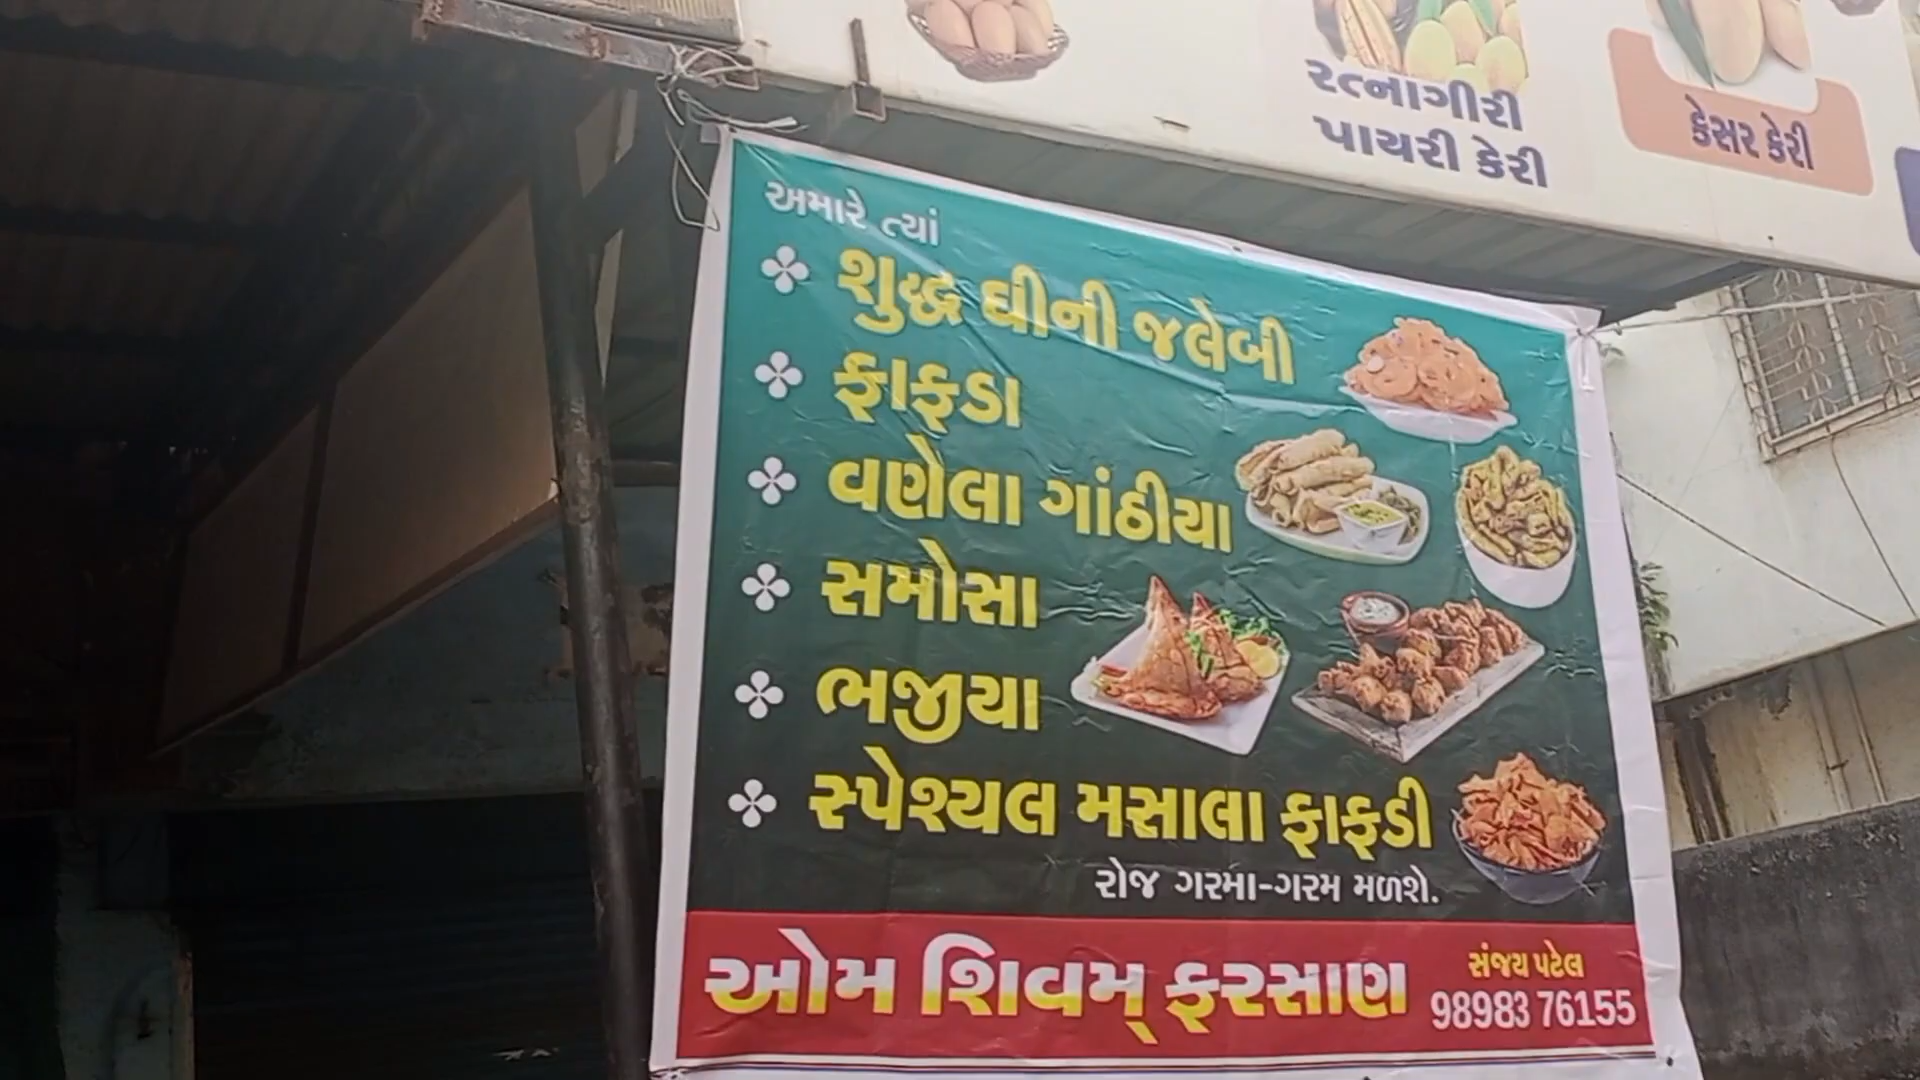 રત્નાગીરી
પાયરી કેરી
કેસર કેરી
અમારે ત્યાં
શુદ્ધ ઘીની જલેબી
ફાફડા
વણેલા ગાંઠીયા
સમોસા
ભજીયા
સ્પેશ્યલ મસાલા ફાફડી
રોજ ગરમા-ગરમ મળશે.
ઓમ શિવમ્ ફરસાણ
સંજય પટેલ
98983 76155